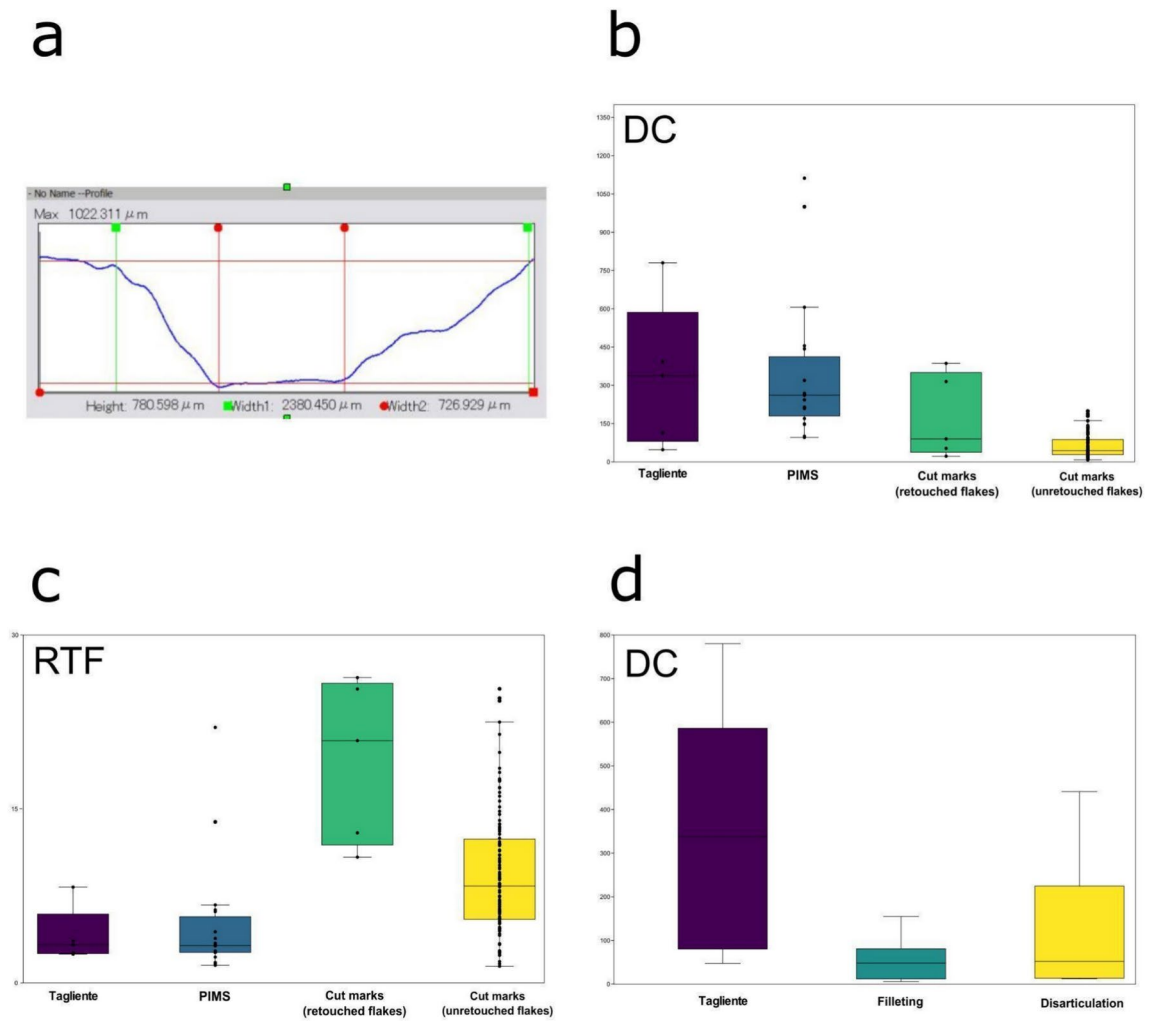 a
- No Name --Profile
Max 1022.311 μm
Height: 780.598 μm Width1: 2380.450 μm Width2: 726.929 μm
b
DC
1350
1200
1050
900
750
600
450
300
150
0
Tagliente
PIMS
Cut marks
(retouched flakes)
Cut marks
(unretouched flakes)
c
RTF
30
15
0
Tagliente
PIMS
Cut marks
(retouched flakes)
Cut marks
(unretouched flakes)
d
DC
800
700
600
500
400
300
200
100
0
Tagliente
Filleting
Disarticulation